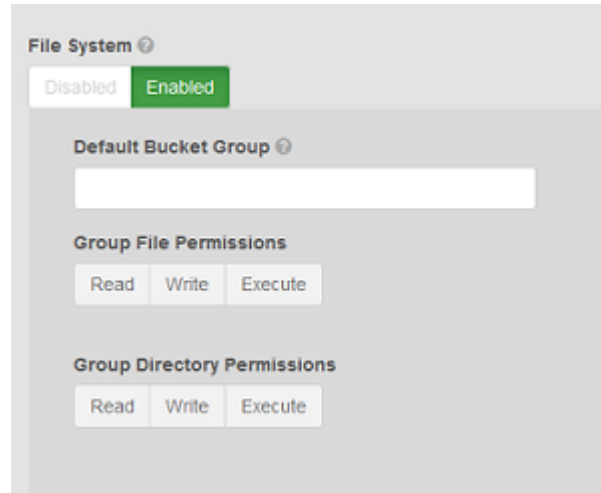 File System
Disabled Enabled
Default Bucket Group
Group File Permissions
Read Write Execute
Group Directory Permissions
Read Write Execute